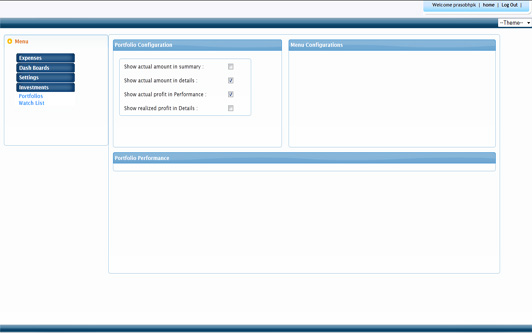 Welcome prasobhpk | home | Log Out |
--Theme--
Menu
Expenses
Dash Boards
Settings
Investments
Portfolios
Watch List
Portfolio Configuration
Show actual amount in summary :
Show actual amount in details :
Show actual profit in Performance :
Show realized profit in Details :
Menu Configurations
Portfolio Performance